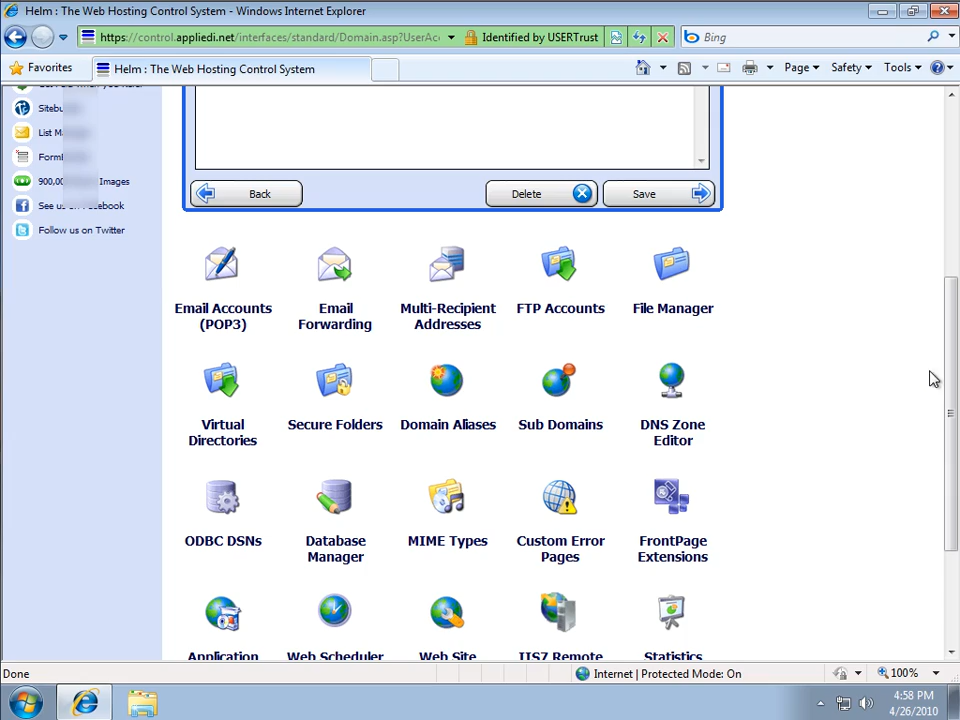 Helm : The Web Hosting Control System - Windows Internet Explorer
https://control.appliedi.net/interfaces/standard/Domain.asp?UserAc
Identified by USERTrust
Bing
Favorites
Helm : The Web Hosting Control System
Page
Safety
Tools
List
Form
900,00
Images
See us on Facebook
Follow us on Twitter
Back
Delete
Save
Email Accounts
(POP3)
Email
Forwarding
Multi-Recipient
Addresses
FTP Accounts
File Manager
Virtual
Directories
Secure Folders
Domain Aliases
Sub Domains
DNS Zone
Editor
ODBC DSNs
Database
Manager
MIME Types
Custom Error
Pages
FrontPage
Extensions
Application
Web Scheduler
Web Site
IIS7 Remote
Statistics
Done
Internet | Protected Mode: On
100%
4:58 PM
4/26/2010